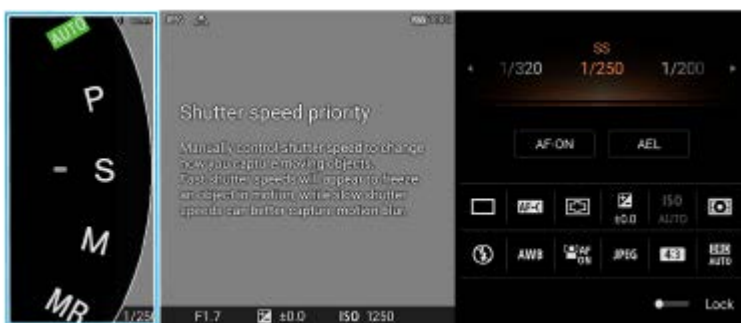 AUTO
P
- S
M
MR
1/25
Shutter speed priority
Manually control shutter speed to change
how you capture moving objects.
Fast shutter speeds will appear to freeze
an object in motion, while slow shutter
speeds can better capture motion blur.
F1.7 ±0.0 ISO 1250
SS
1/320 1/250 1/200
AF-ON AEL
AF-C ±0.0 ISO AUTO
AWB AF ON JPEG 4:3 AUTO
Lock